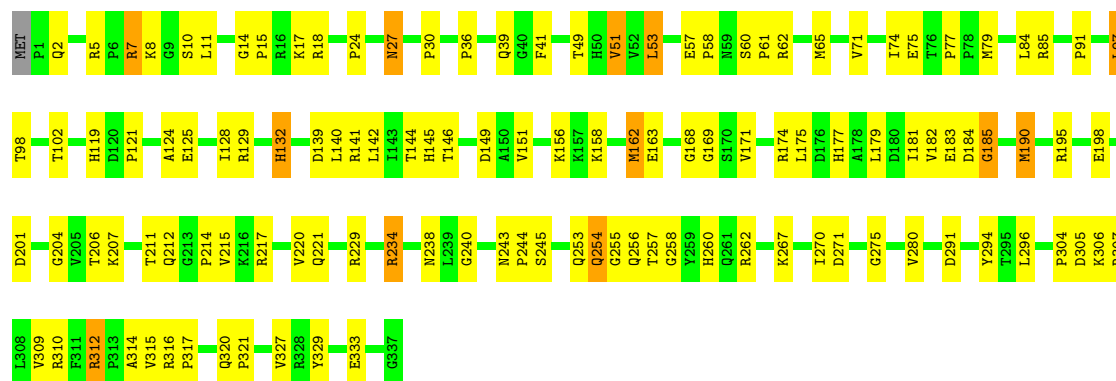 MET P1 Q2 R5 P6 R7 K8 G9 S10 L11 G14 P15 R16 K17 R18 P24 N27 P30 P36 Q39 G40 F41 T49 H50 V51 V52 L53 E57 P58 N59 S60 P61 R62 M65 V71 I74 E75 T76 P77 P78 M79 L84 R85 P91
T98 T102 H119 D120 P121 A124 E125 I128 R129 H132 D139 L140 R141 L142 I143 T144 H145 T146 D149 A150 V151 K156 K157 K158 M162 E163 G168 G169 S170 V171 R174 L175 D176 H177 A178 L179 D180 I181 V182 E183 D184 G185 M190 R195 E198
D201 G204 V205 T206 K207 T211 Q212 G213 P214 V215 K216 R217 V220 Q221 R229 R234 N238 L239 G240 N243 P244 S245 Q253 Q254 G255 Q256 T257 G258 Y259 H260 Q261 R262 K267 I270 D271 G275 V280 D291 Y294 T295 L296 P304 D305 K306
L308 V309 R310 F311 R312 P313 A314 V315 R316 P317 Q320 P321 V327 R328 Y329 E333 G337